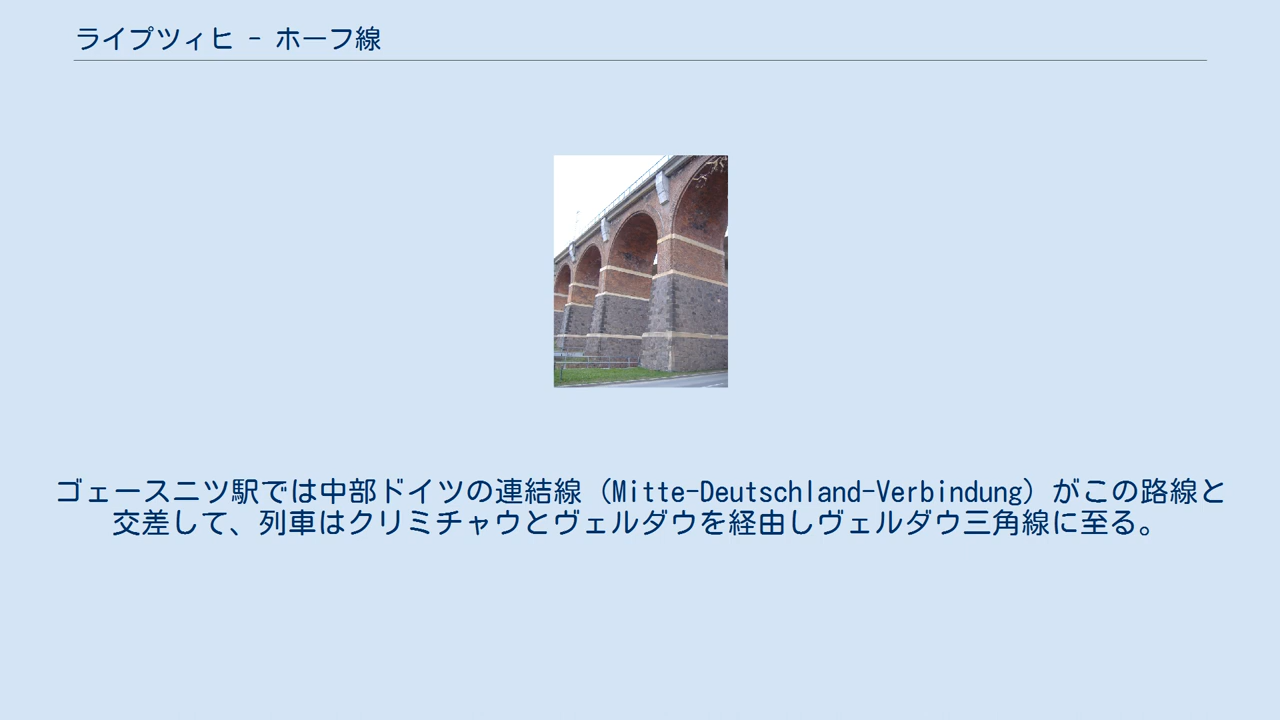 ライプツィヒ - ホーフ線
ゴェースニツ駅では中部ドイツの連結線（Mitte-Deutschland-Verbindung）がこの路線と
交差して、列車はクリミチャウとヴェルダウを経由しヴェルダウ三角線に至る。